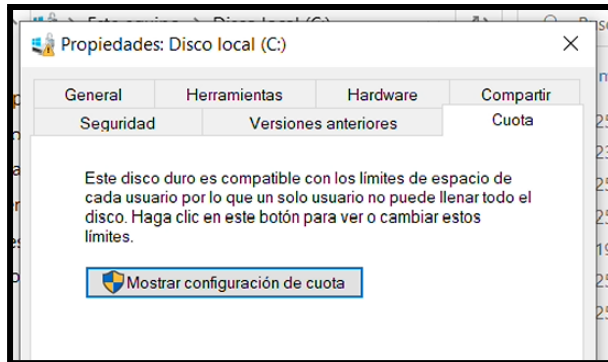 Propiedades: Disco local (C:)
General Herramientas Hardware Compartir
Seguridad Versiones anteriores Cuota
Este disco duro es compatible con los límites de espacio de
cada usuario por lo que un solo usuario no puede llenar todo el
disco. Haga clic en este botón para ver o cambiar estos
límites.
Mostrar configuración de cuota